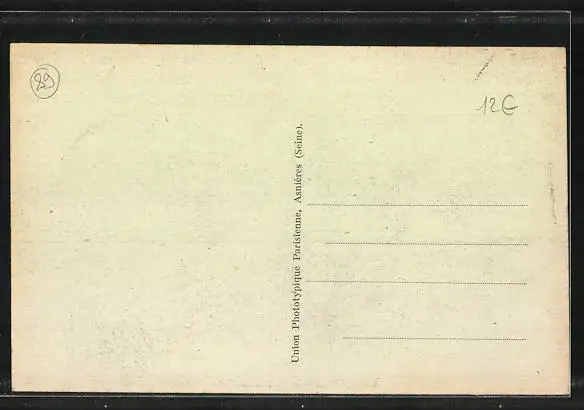 89
12€
Union Phototypique Parisienne, Asnières (Seine).